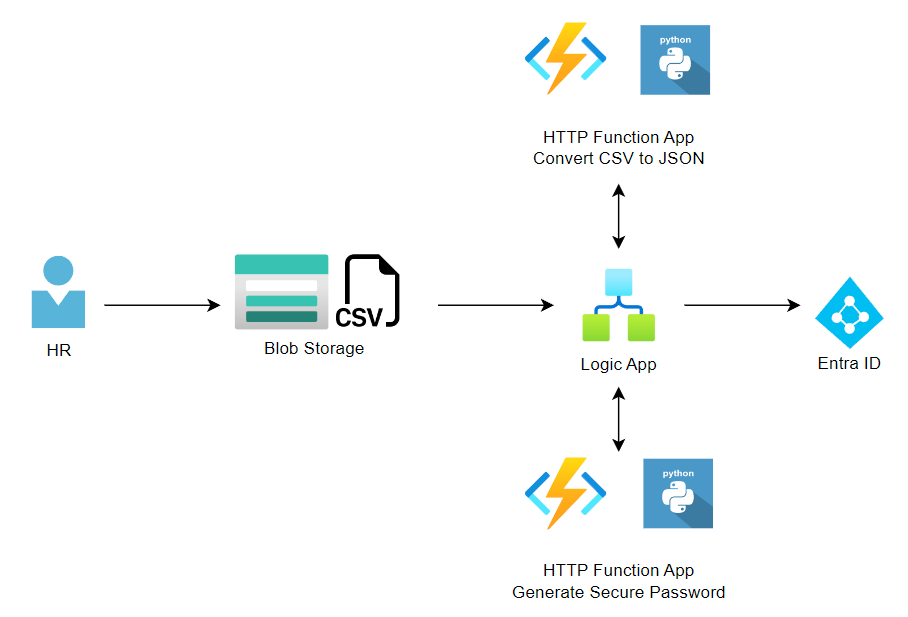 python
HTTP Function App
Convert CSV to JSON
CSV
HR
Blob Storage
Logic App
Entra ID
python
HTTP Function App
Generate Secure Password